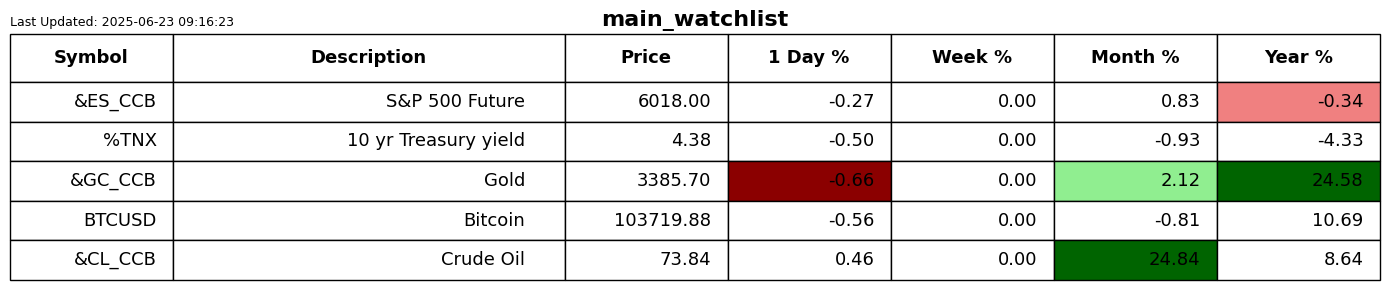 Last Updated: 2025-06-23 09:16:23
main_watchlist
Symbol Description Price 1 Day % Week % Month % Year %
&ES_CCB S&P 500 Future 6018.00 -0.27 0.00 0.83 -0.34
%TNX 10 yr Treasury yield 4.38 -0.50 0.00 -0.93 -4.33
&GC_CCB Gold 3385.70 -0.66 0.00 2.12 24.58
BTCUSD Bitcoin 103719.88 -0.56 0.00 -0.81 10.69
&CL_CCB Crude Oil 73.84 0.46 0.00 24.84 8.64